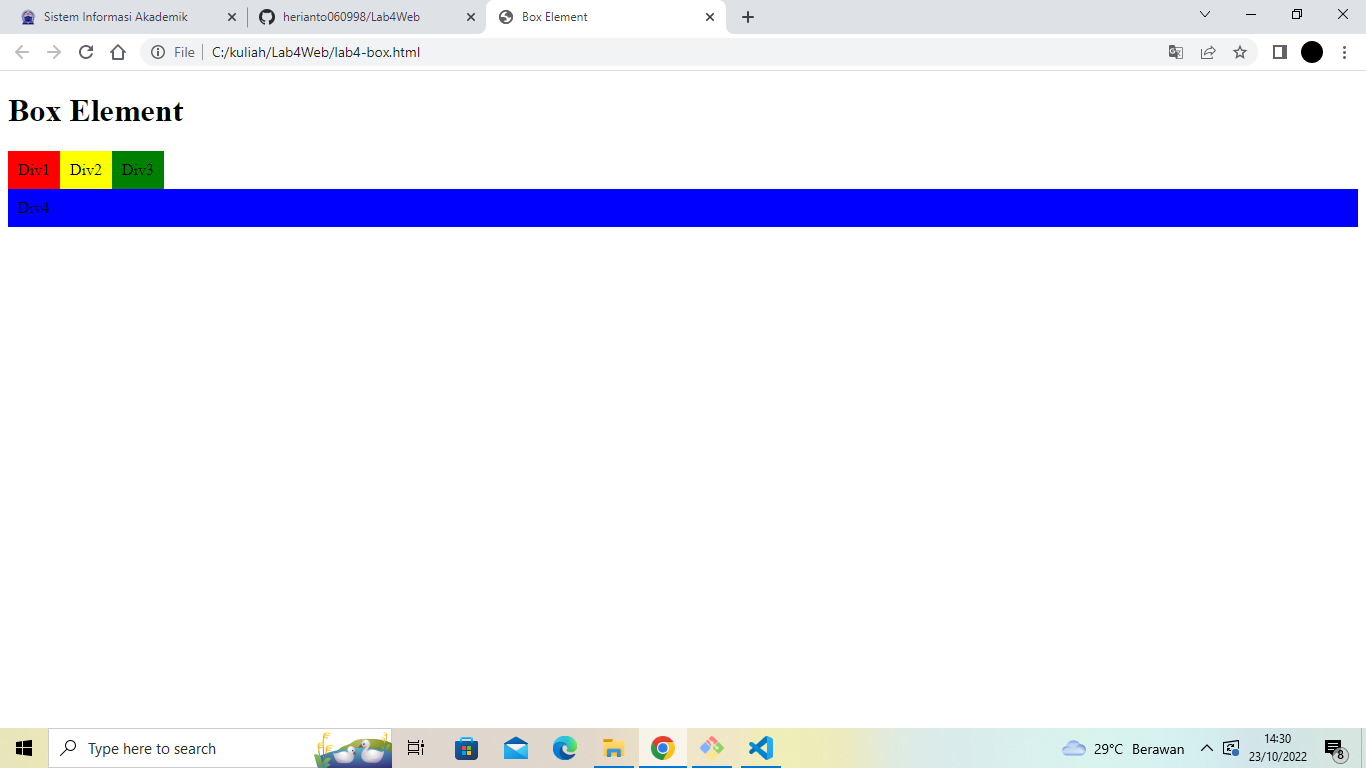 Sistem Informasi Akademik
herianto060998/Lab4Web
Box Element
File
C:/kuliah/Lab4Web/lab4-box.html
Box Element
Div1 Div2 Div3
Div4
Type here to search
29°C Berawan
14:30
23/10/2022
8